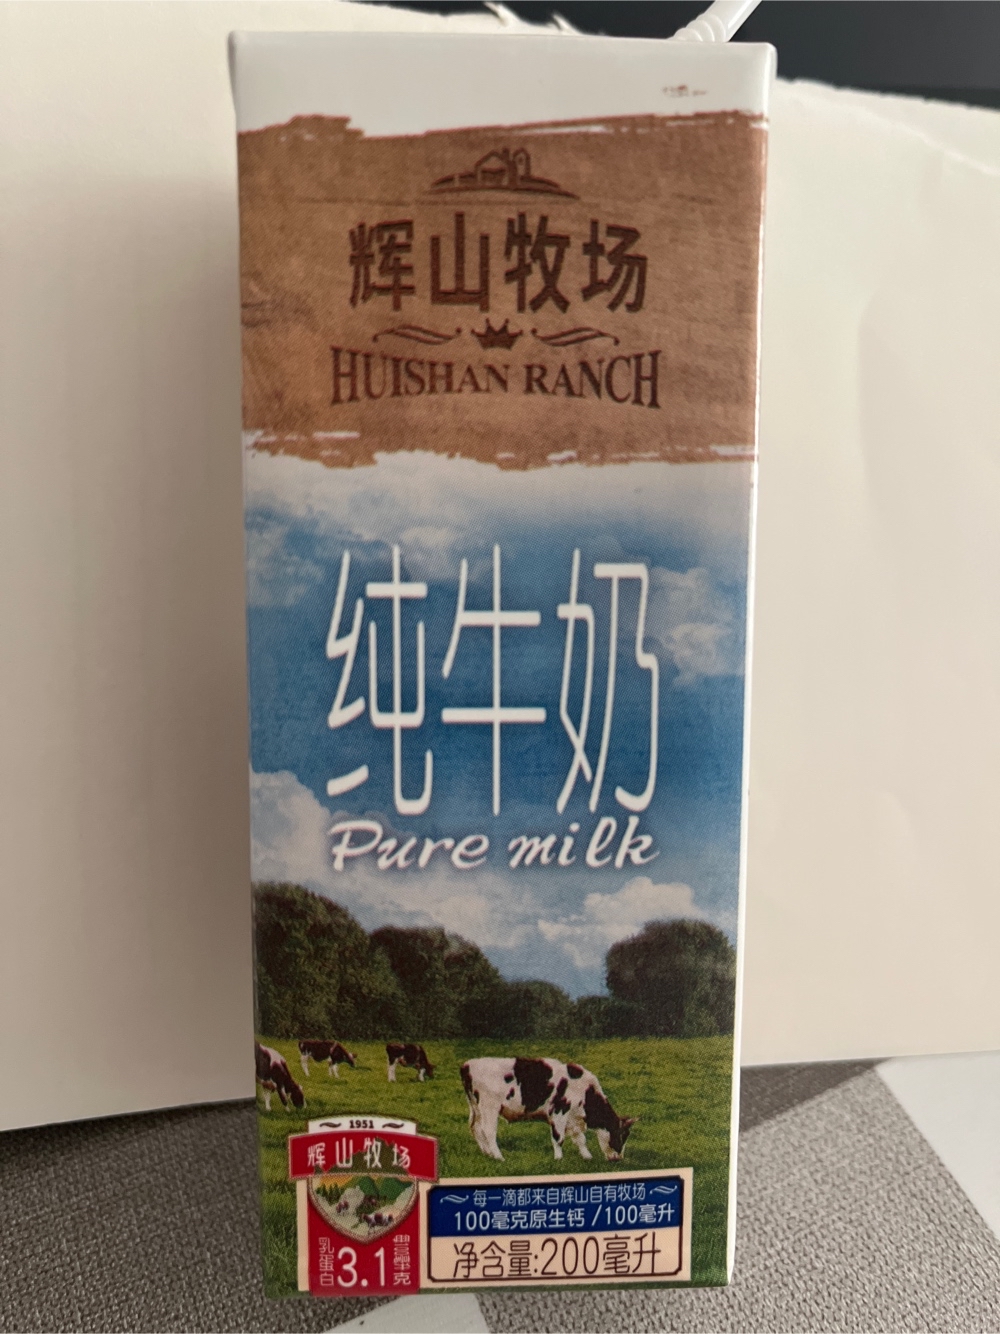 辉山牧场
HUISHAN RANCH
纯牛奶
Pure milk
1951
辉山牧场
每一滴都来自辉山自有牧场
100毫克原生钙/100毫升
净含量:200毫升
乳蛋白3.1